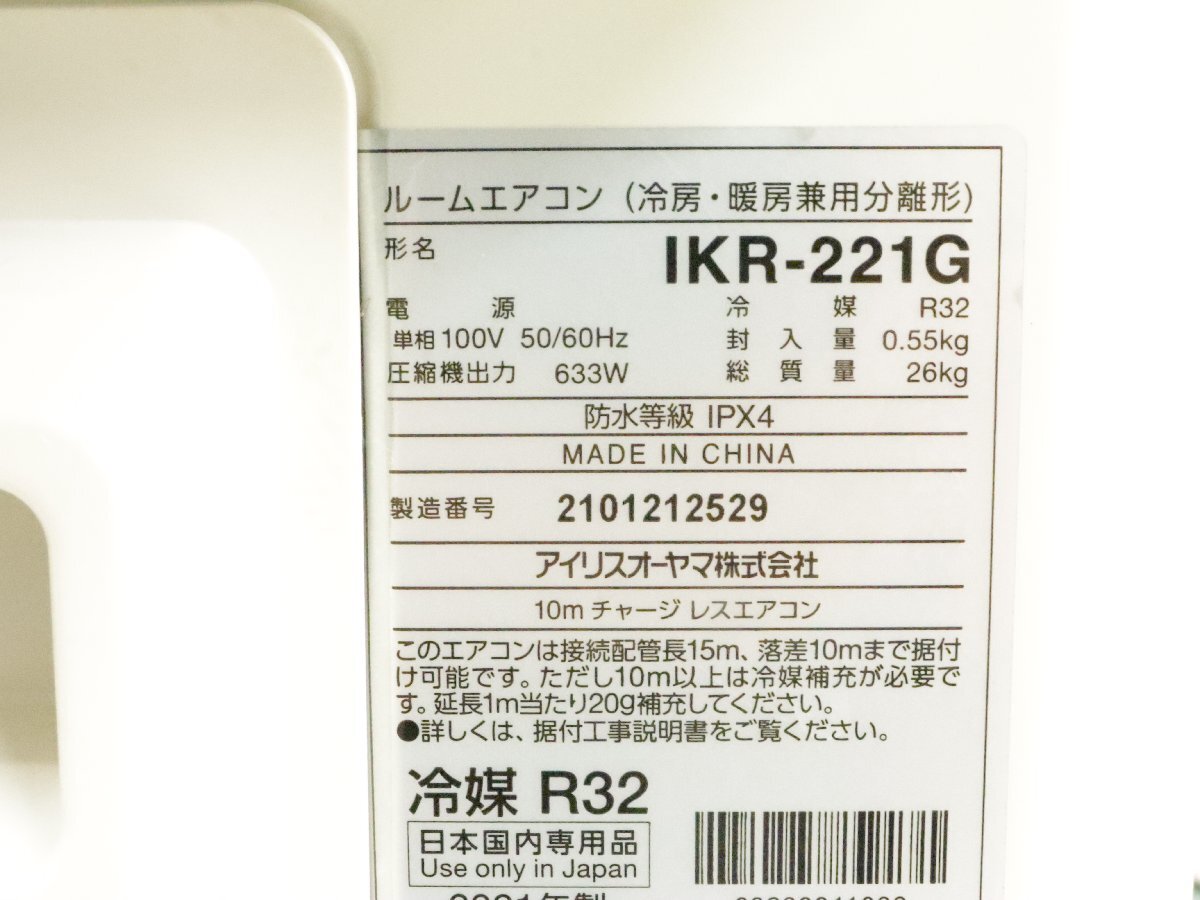 ルームエアコン（冷房・暖房兼用分離形）
形名 IKR-221G
電源 冷媒 R32
単相100V 50/60Hz 封入量 0.55kg
圧縮機出力 633W 総質量 26kg
防水等級 IPX4
MADE IN CHINA
製造番号 2101212529
アイリスオーヤマ株式会社
10m チャージ レスエアコン
このエアコンは接続配管長15m、落差10mまで据付
け可能です。ただし10m以上は冷媒補充が必要で
す。延長1m当たり20g補充してください。
●詳しくは、据付工事説明書をご覧ください。
冷媒 R32
日本国内専用品
Use only in Japan
2021年製